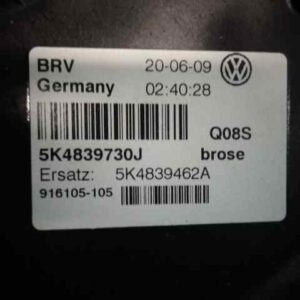 BRV 20-06-09
Germany 02:40:28
Q08S
5K4839730J brose
Ersatz: 5K4839462A
916105-105